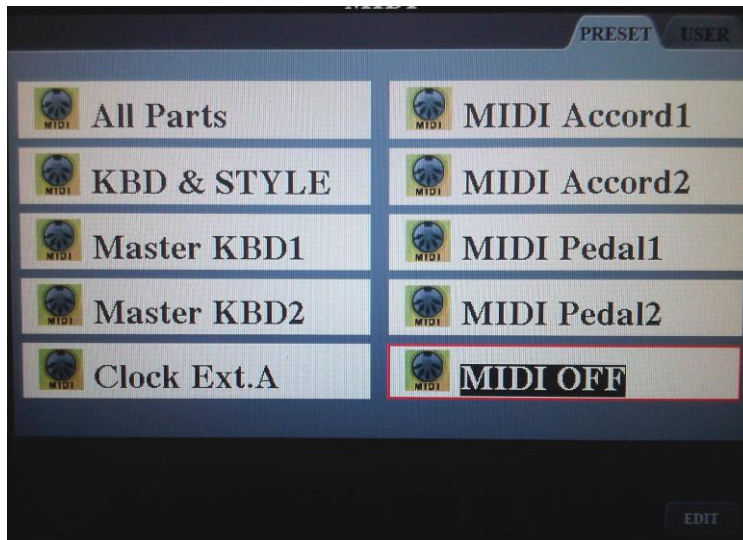 MIDI
PRESET
USER
All Parts
KBD & STYLE
Master KBD1
Master KBD2
Clock Ext.A
MIDI Accord1
MIDI Accord2
MIDI Pedal1
MIDI Pedal2
MIDI OFF
EDIT